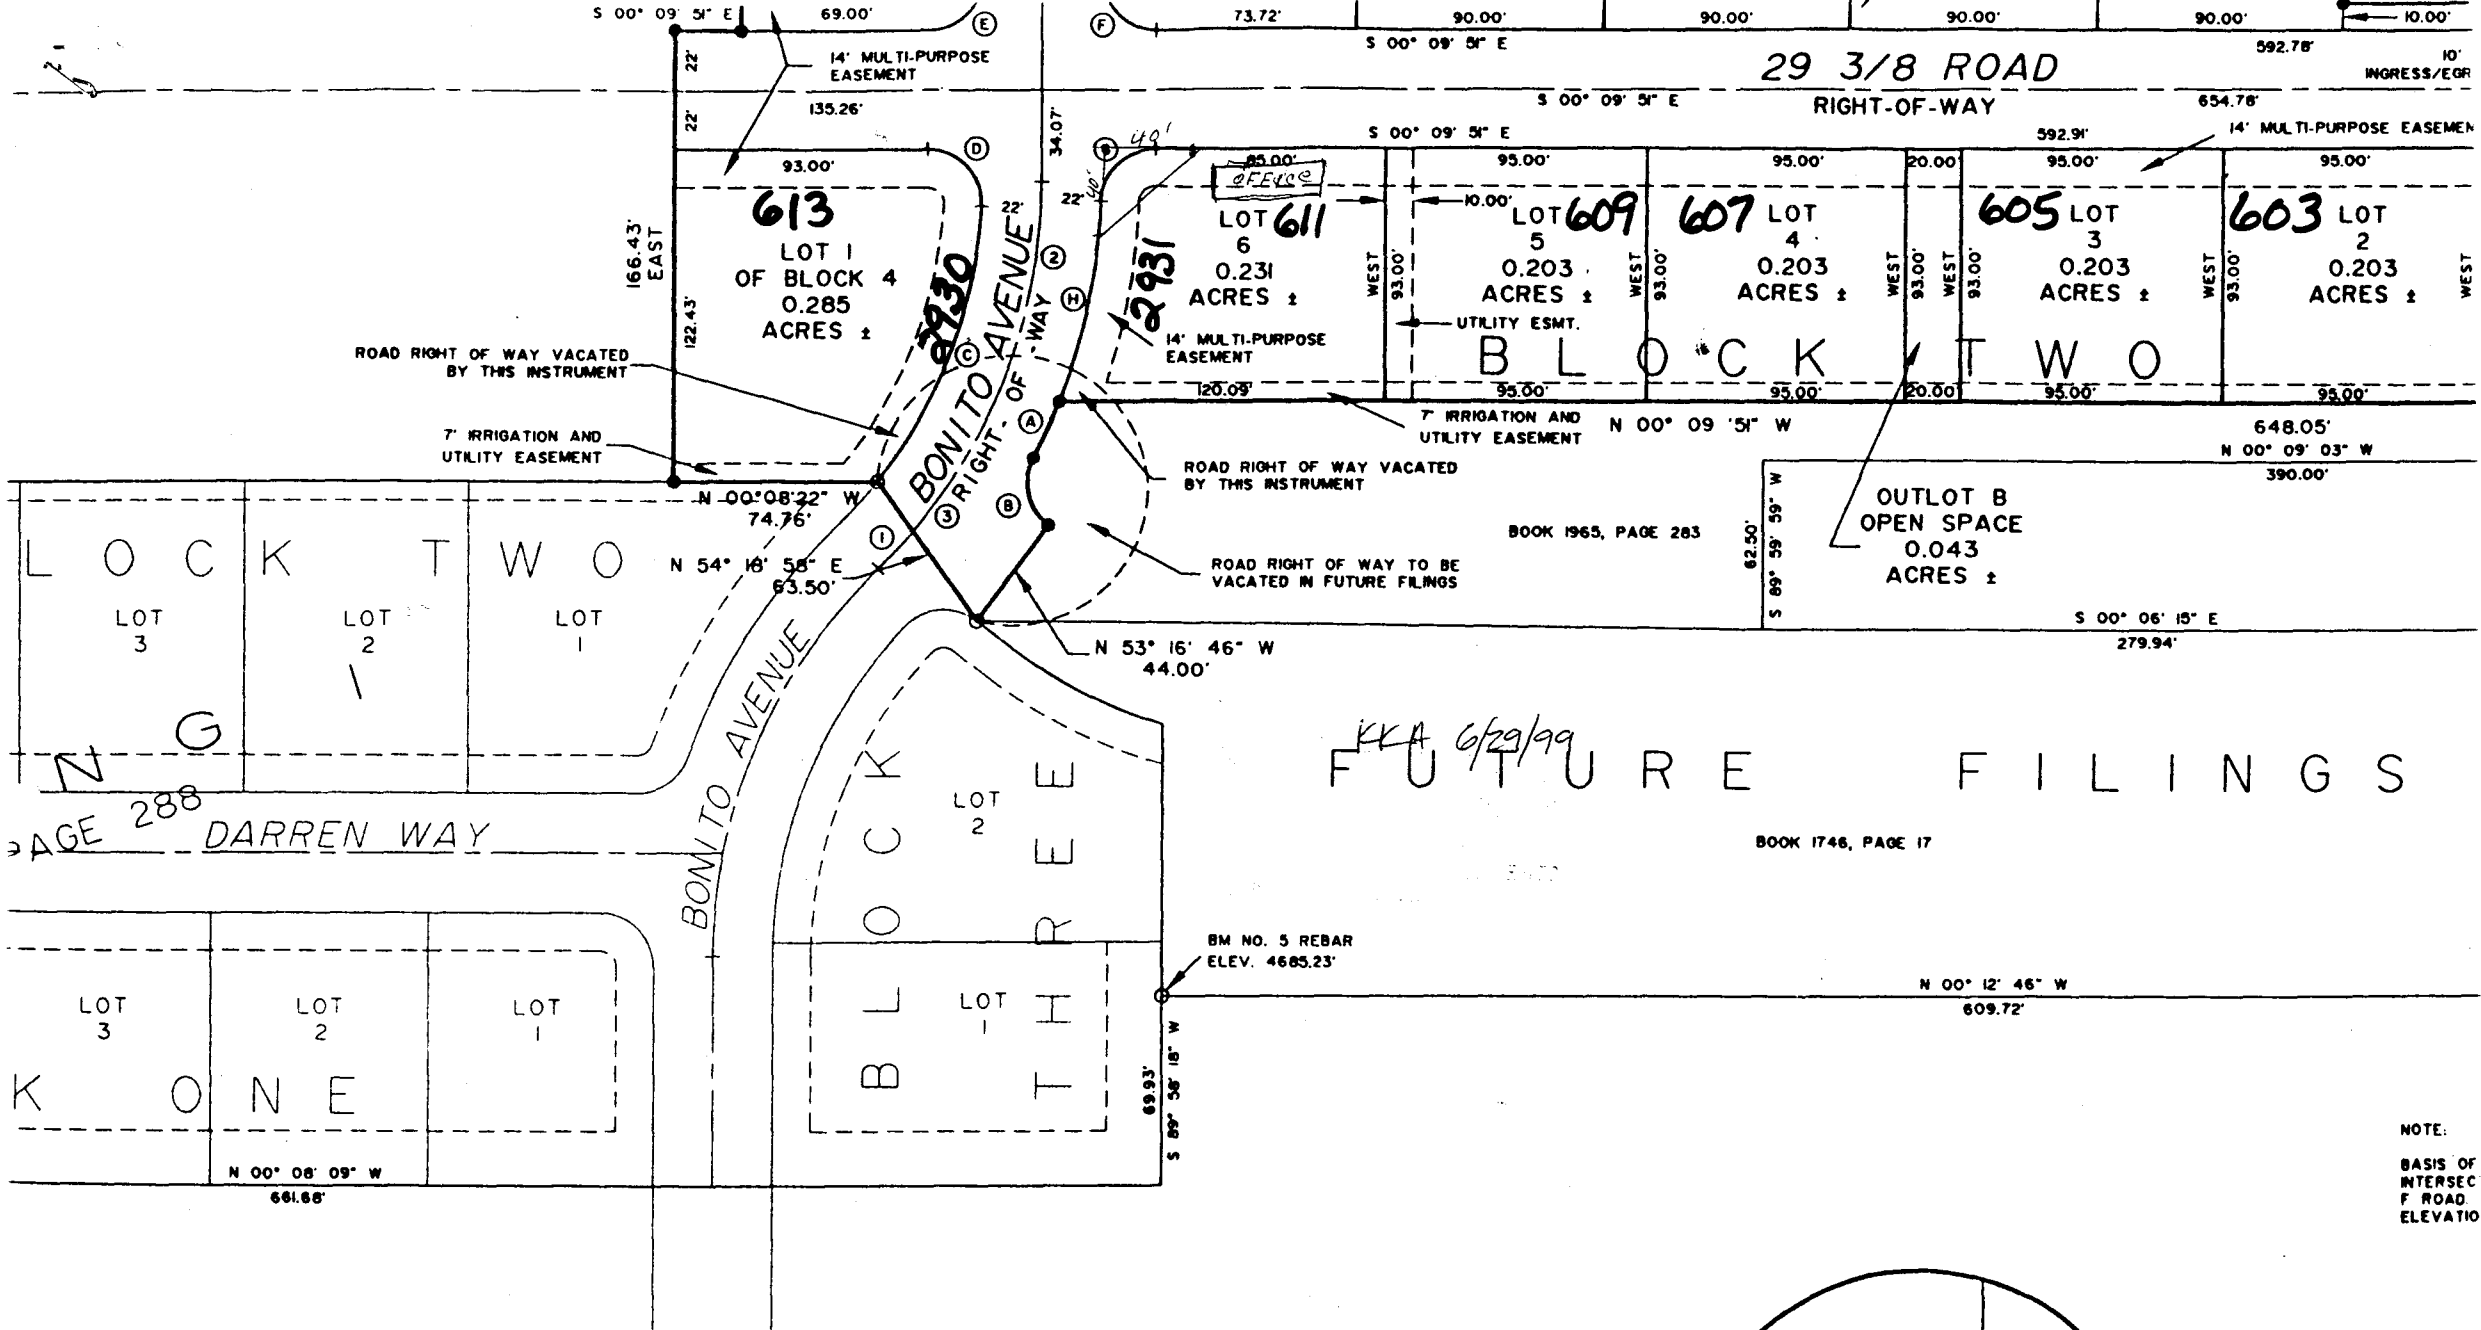 S 00° 09' 51" E
69.00'
E
F
73.72'
90.00'
90.00'
90.00'
90.00'
10.00'
S 00° 09' 51" E
592.78'
22'
14' MULTI-PURPOSE
EASEMENT
29 3/8 ROAD
10'
INGRESS/EGR
135.26'
S 00° 09' 51" E
RIGHT-OF-WAY
654.78'
22'
34.07'
40'
S 00° 09' 51" E
592.91'
14' MULTI-PURPOSE EASEMEN
D
93.00'
85.00'
OFFICE
95.00'
95.00'
20.00'
95.00'
95.00'
40'
22'
22'
10.00'
613
LOT 1
OF BLOCK 4
0.285
ACRES ±
166.43'
EAST
122.43'
2930
BONITO AVENUE
RIGHT-OF-WAY
2
H
C
2931
LOT 611
6
0.231
ACRES ±
14' MULTI-PURPOSE
EASEMENT
WEST
93.00'
LOT 609
5
0.203
ACRES ±
UTILITY ESMT.
WEST
93.00'
607 LOT
4
0.203
ACRES ±
WEST
93.00'
WEST
93.00'
605 LOT
3
0.203
ACRES ±
WEST
93.00'
603 LOT
2
0.203
ACRES ±
WEST
BLOCK TWO
ROAD RIGHT OF WAY VACATED
BY THIS INSTRUMENT
120.09'
95.00'
95.00'
20.00'
95.00'
95.00'
A
7' IRRIGATION AND
UTILITY EASEMENT
N 00° 09 '51" W
648.05'
N 00° 09' 03" W
390.00'
7' IRRIGATION AND
UTILITY EASEMENT
ROAD RIGHT OF WAY VACATED
BY THIS INSTRUMENT
N 00°08'22" W
74.76'
B
3
1
BOOK 1965, PAGE 283
62.50'
S 89° 59' 59" W
OUTLOT B
OPEN SPACE
0.043
ACRES ±
LOCK TWO
N 54° 18' 58" E
63.50'
ROAD RIGHT OF WAY TO BE
VACATED IN FUTURE FILINGS
LOT
3
LOT
2
LOT
1
S 00° 06' 15" E
279.94'
N 53° 16' 46" W
44.00'
BONITO AVENUE
NG
KKA 6/29/99
FUTURE FILINGS
PAGE 288
DARREN WAY
BONITO AVENUE
LOT
2
BLOCK
THREE
BOOK 1746, PAGE 17
BM NO. 5 REBAR
ELEV. 4685.23'
N 00° 12' 46" W
609.72'
LOT
3
LOT
2
LOT
1
LOT
1
K ONE
69.93'
S 89° 58' 18" W
N 00° 08' 09" W
661.68'
NOTE:
BASIS OF
INTERSEC
F ROAD.
ELEVATIO